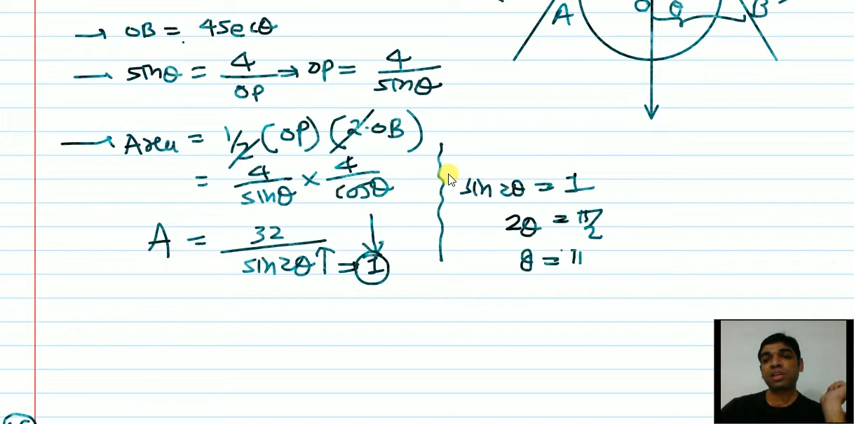 → OB = 4secθ
→ sinθ = 4/OP → OP = 4/sinθ
→ Area = 1/2 (OP) (2·OB)
= 4/sinθ × 4/cosθ
A = 32/sin2θ↑ → 1
sin 2θ = 1
2θ = π/2
θ = π
A
O
θ
B